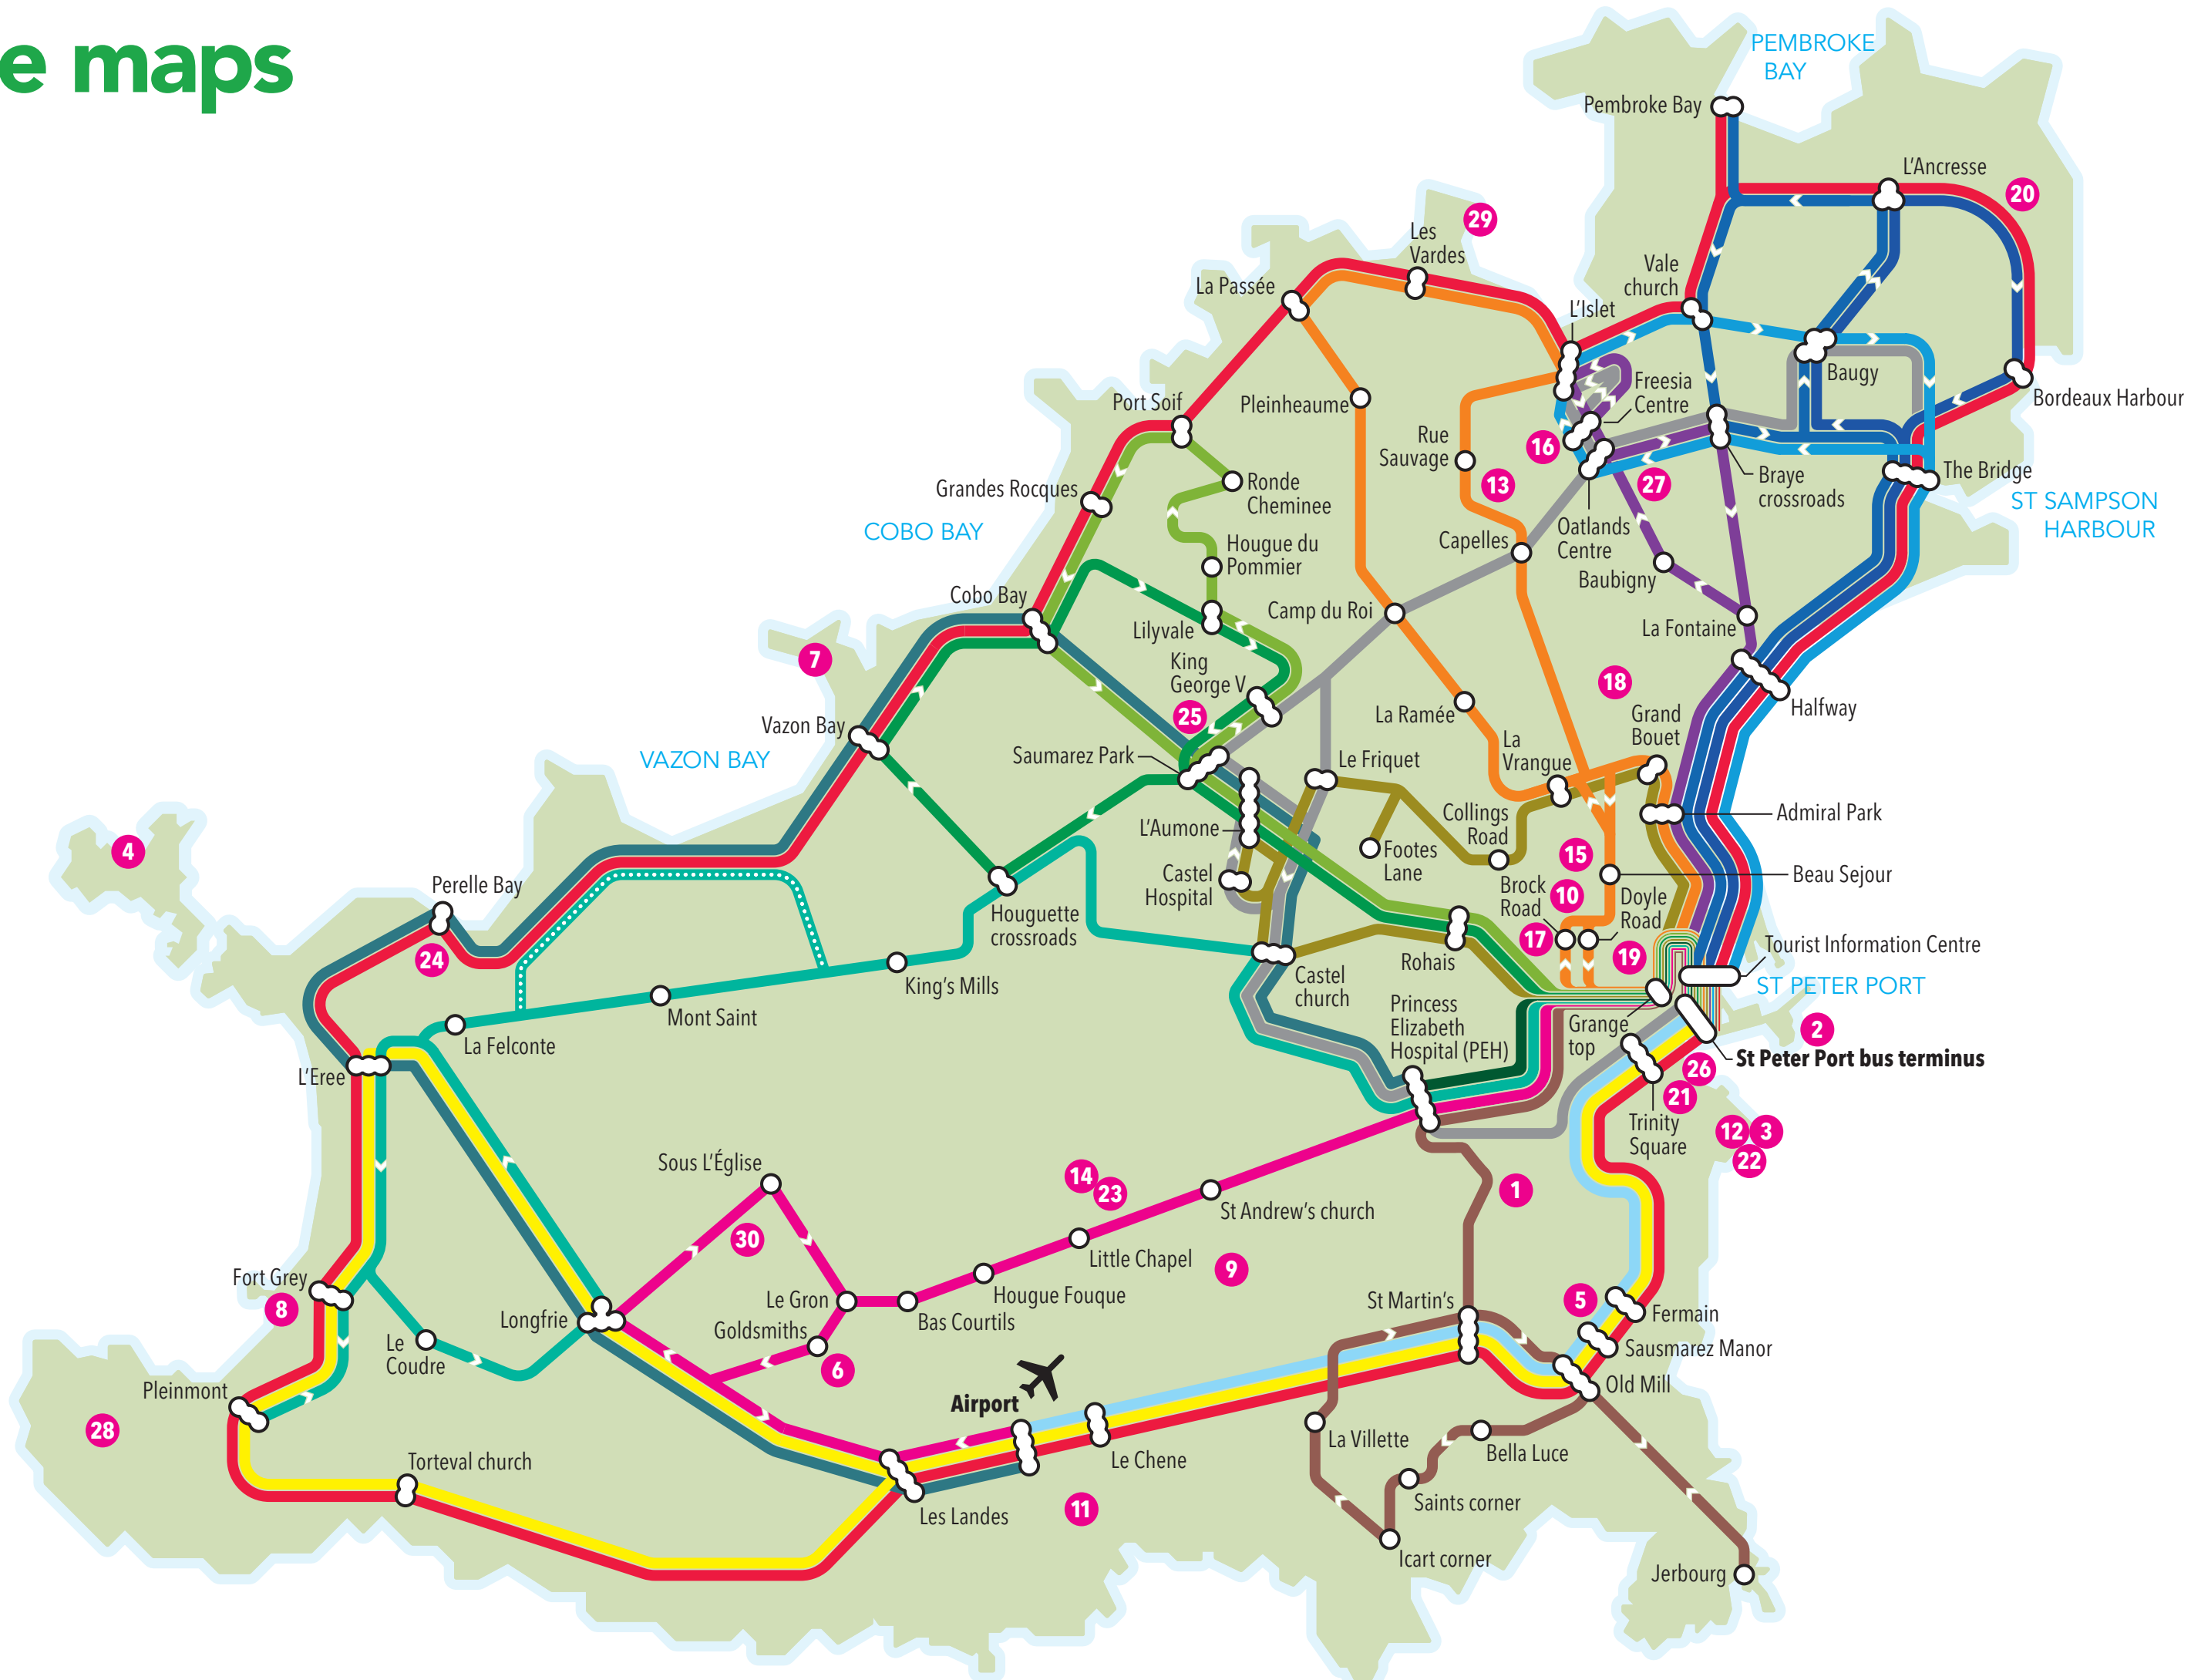 e maps
PEMBROKE
BAY
Pembroke Bay
L'Ancresse
20
29
Les
Vardes
Vale
church
La Passée
L'Islet
Freesia
Centre
Baugy
Bordeaux Harbour
Port Soif
Pleinheaume
Rue
Sauvage
16
13
27
Braye
crossroads
The Bridge
ST SAMPSON
HARBOUR
Grandes Rocques
Ronde
Cheminee
COBO BAY
Hougue du
Pommier
Capelles
Oatlands
Centre
Baubigny
Cobo Bay
Camp du Roi
Lilyvale
La Fontaine
7
King
George V
18
Halfway
25
La Ramée
Grand
Bouet
Vazon Bay
VAZON BAY
Saumarez Park
Le Friquet
La
Vrangue
4
L'Aumone
Collings
Road
Admiral Park
Footes
Lane
15
Beau Sejour
Castel
Hospital
Brock
Road
10
Doyle
Road
Perelle Bay
Houguette
crossroads
17
19
Tourist Information Centre
24
Rohais
King's Mills
Castel
church
ST PETER PORT
Mont Saint
Princess
Elizabeth
Hospital (PEH)
Grange
top
2
La Felconte
St Peter Port bus terminus
L'Eree
26
21
Trinity
Square
12
3
22
Sous L'Église
14
23
1
St Andrew's church
30
Little Chapel
9
Fort Grey
8
Hougue Fouque
Le Gron
Bas Courtils
St Martin's
5
Fermain
Longfrie
Goldsmiths
Le
Coudre
6
Sausmarez Manor
Pleinmont
Airport
Old Mill
28
La Villette
Bella Luce
Torteval church
Le Chene
Saints corner
11
Les Landes
Icart corner
Jerbourg